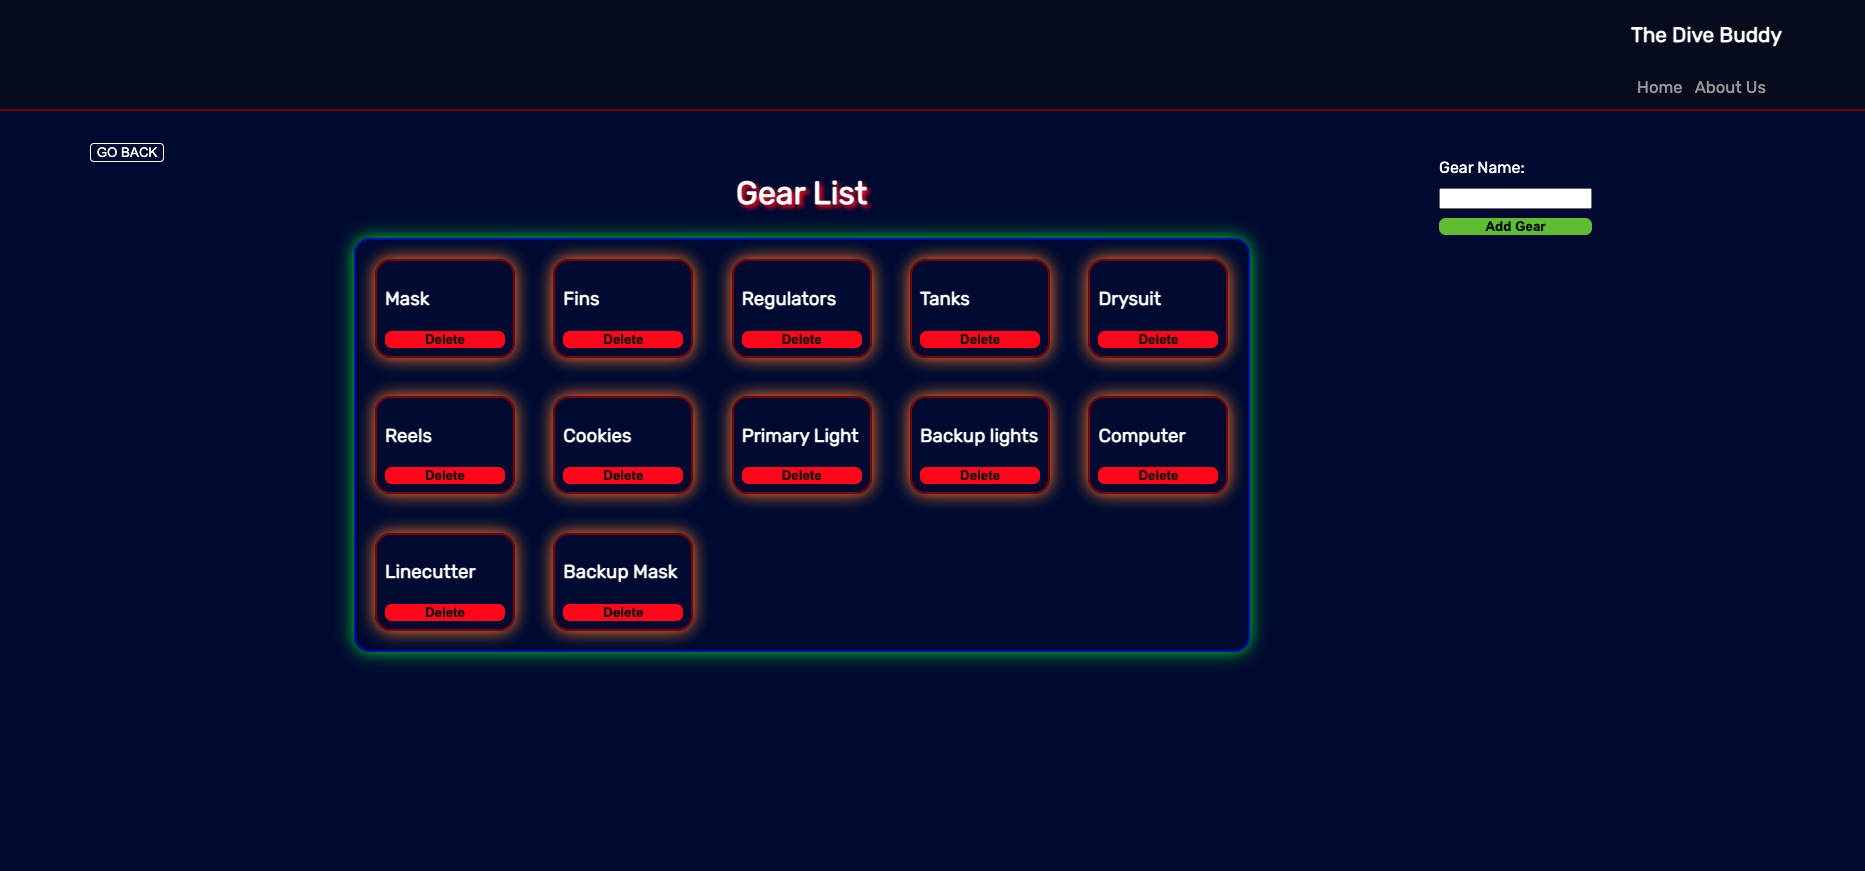 The Dive Buddy
Home About Us
GO BACK
Gear Name:
Add Gear
Gear List
Mask Fins Regulators Tanks Drysuit
Delete Delete Delete Delete Delete
Reels Cookies Primary Light Backup lights Computer
Delete Delete Delete Delete Delete
Linecutter Backup Mask
Delete Delete